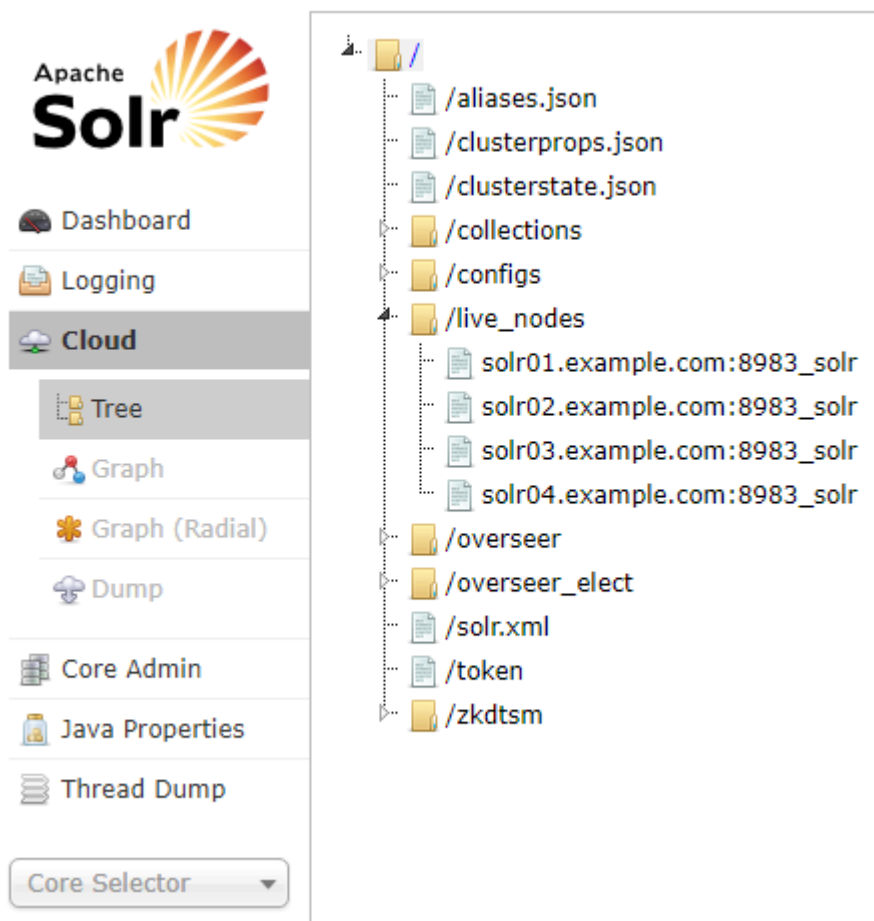 Apache
Solr
Dashboard
Logging
Cloud
Tree
Graph
Graph (Radial)
Dump
Core Admin
Java Properties
Thread Dump
Core Selector
/
/aliases.json
/clusterprops.json
/clusterstate.json
/collections
/configs
/live_nodes
solr01.example.com:8983_solr
solr02.example.com:8983_solr
solr03.example.com:8983_solr
solr04.example.com:8983_solr
/overseer
/overseer_elect
/solr.xml
/token
/zkdtsm